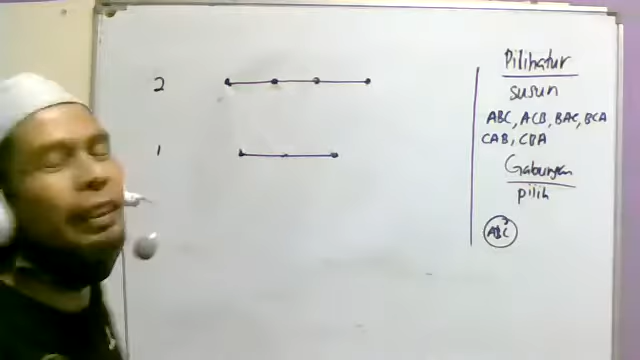 2
1
Pilihatur
susun
ABC, ACB, BAC, BCA
CAB, CBA
Gabungan
pilih
ABC